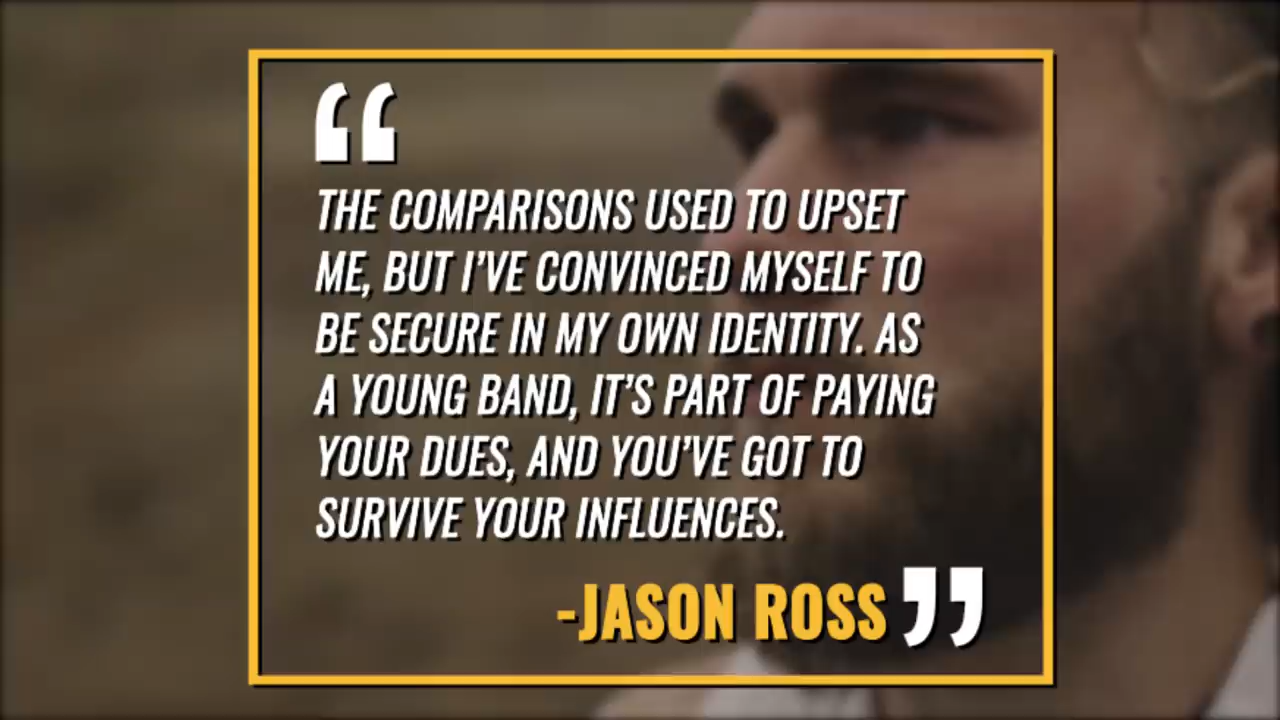 “
THE COMPARISONS USED TO UPSET
ME, BUT I’VE CONVINCED MYSELF TO
BE SECURE IN MY OWN IDENTITY. AS
A YOUNG BAND, IT’S PART OF PAYING
YOUR DUES, AND YOU’VE GOT TO
SURVIVE YOUR INFLUENCES.
-JASON ROSS ”